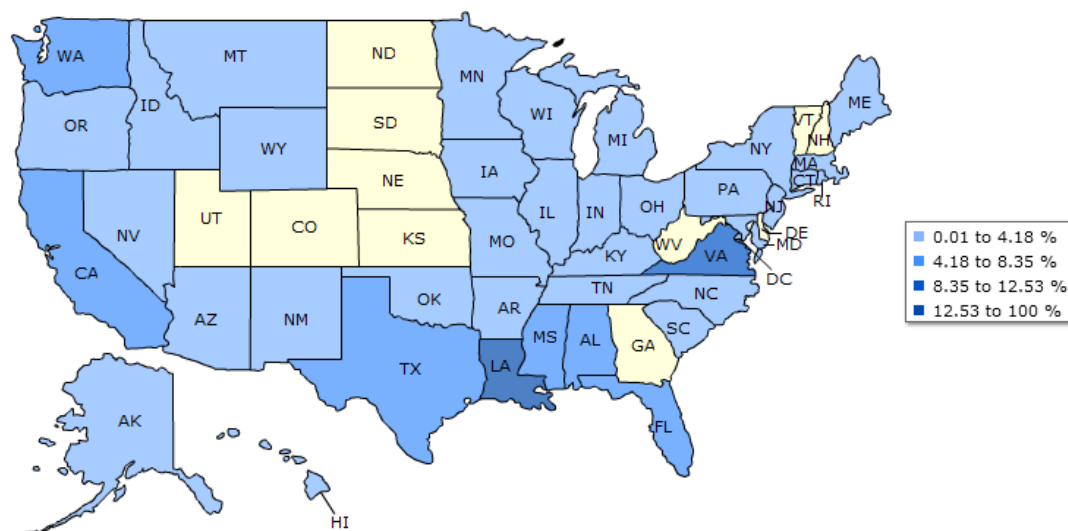 WA
MT
ND
MN
ME
ID
OR
SD
WI
VT
NH
MI
NY
WY
MA
IA
NE
CT
PA
RI
NV
UT
CO
IL
IN
OH
NJ
KS
MO
WV
DE
MD
VA
KY
CA
DC
TN
NC
OK
AR
AZ
NM
SC
MS
AL
GA
TX
LA
AK
FL
HI
0.01 to 4.18 %
4.18 to 8.35 %
8.35 to 12.53 %
12.53 to 100 %